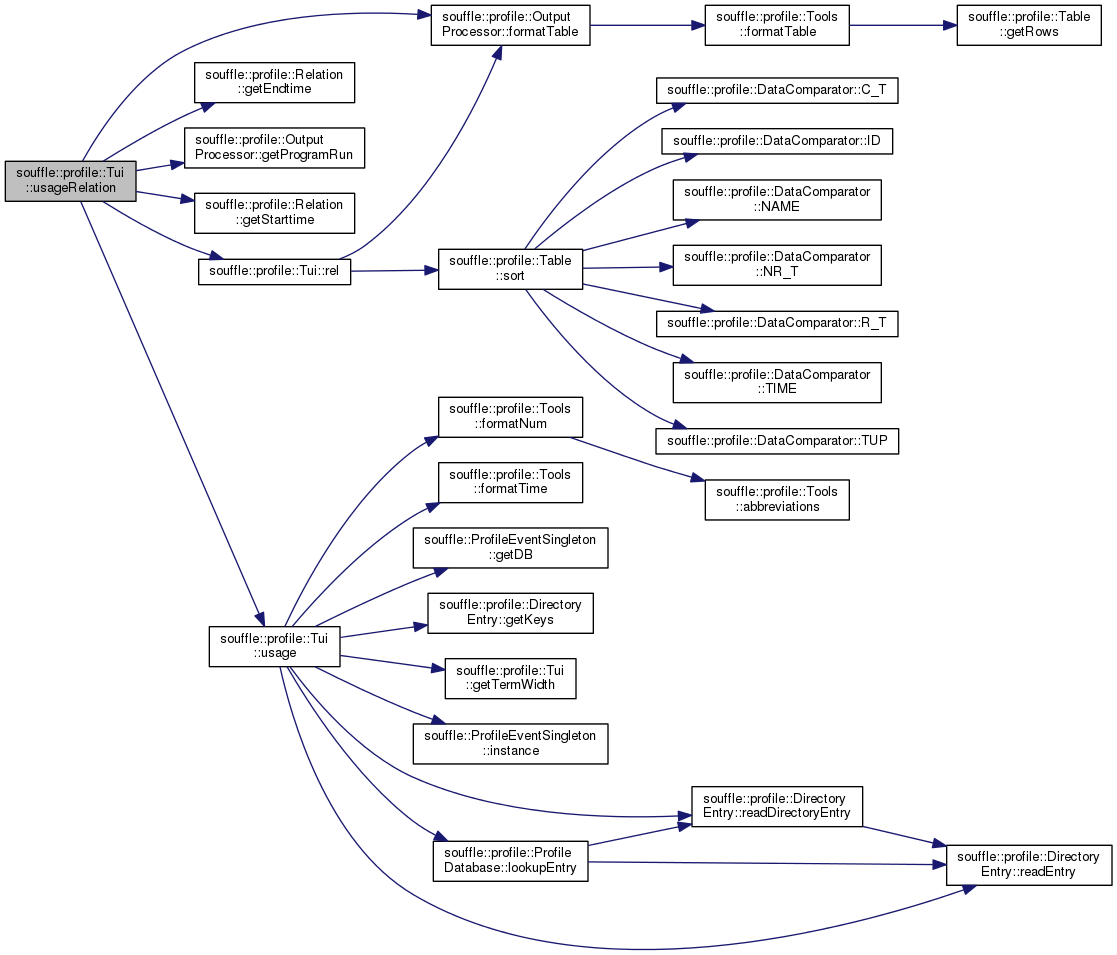 souffle::profile::Tui
::usageRelation
souffle::profile::Output
Processor::formatTable
souffle::profile::Tools
::formatTable
souffle::profile::Table
::getRows
souffle::profile::Relation
::getEndtime
souffle::profile::Output
Processor::getProgramRun
souffle::profile::Relation
::getStarttime
souffle::profile::Tui::rel
souffle::profile::Table
::sort
souffle::profile::DataComparator::C_T
souffle::profile::DataComparator::ID
souffle::profile::DataComparator
::NAME
souffle::profile::DataComparator
::NR_T
souffle::profile::DataComparator::R_T
souffle::profile::DataComparator
::TIME
souffle::profile::DataComparator::TUP
souffle::profile::Tui
::usage
souffle::profile::Tools
::formatNum
souffle::profile::Tools
::abbreviations
souffle::profile::Tools
::formatTime
souffle::ProfileEventSingleton
::getDB
souffle::profile::Directory
Entry::getKeys
souffle::profile::Tui
::getTermWidth
souffle::ProfileEventSingleton
::instance
souffle::profile::Directory
Entry::readDirectoryEntry
souffle::profile::Profile
Database::lookupEntry
souffle::profile::Directory
Entry::readEntry